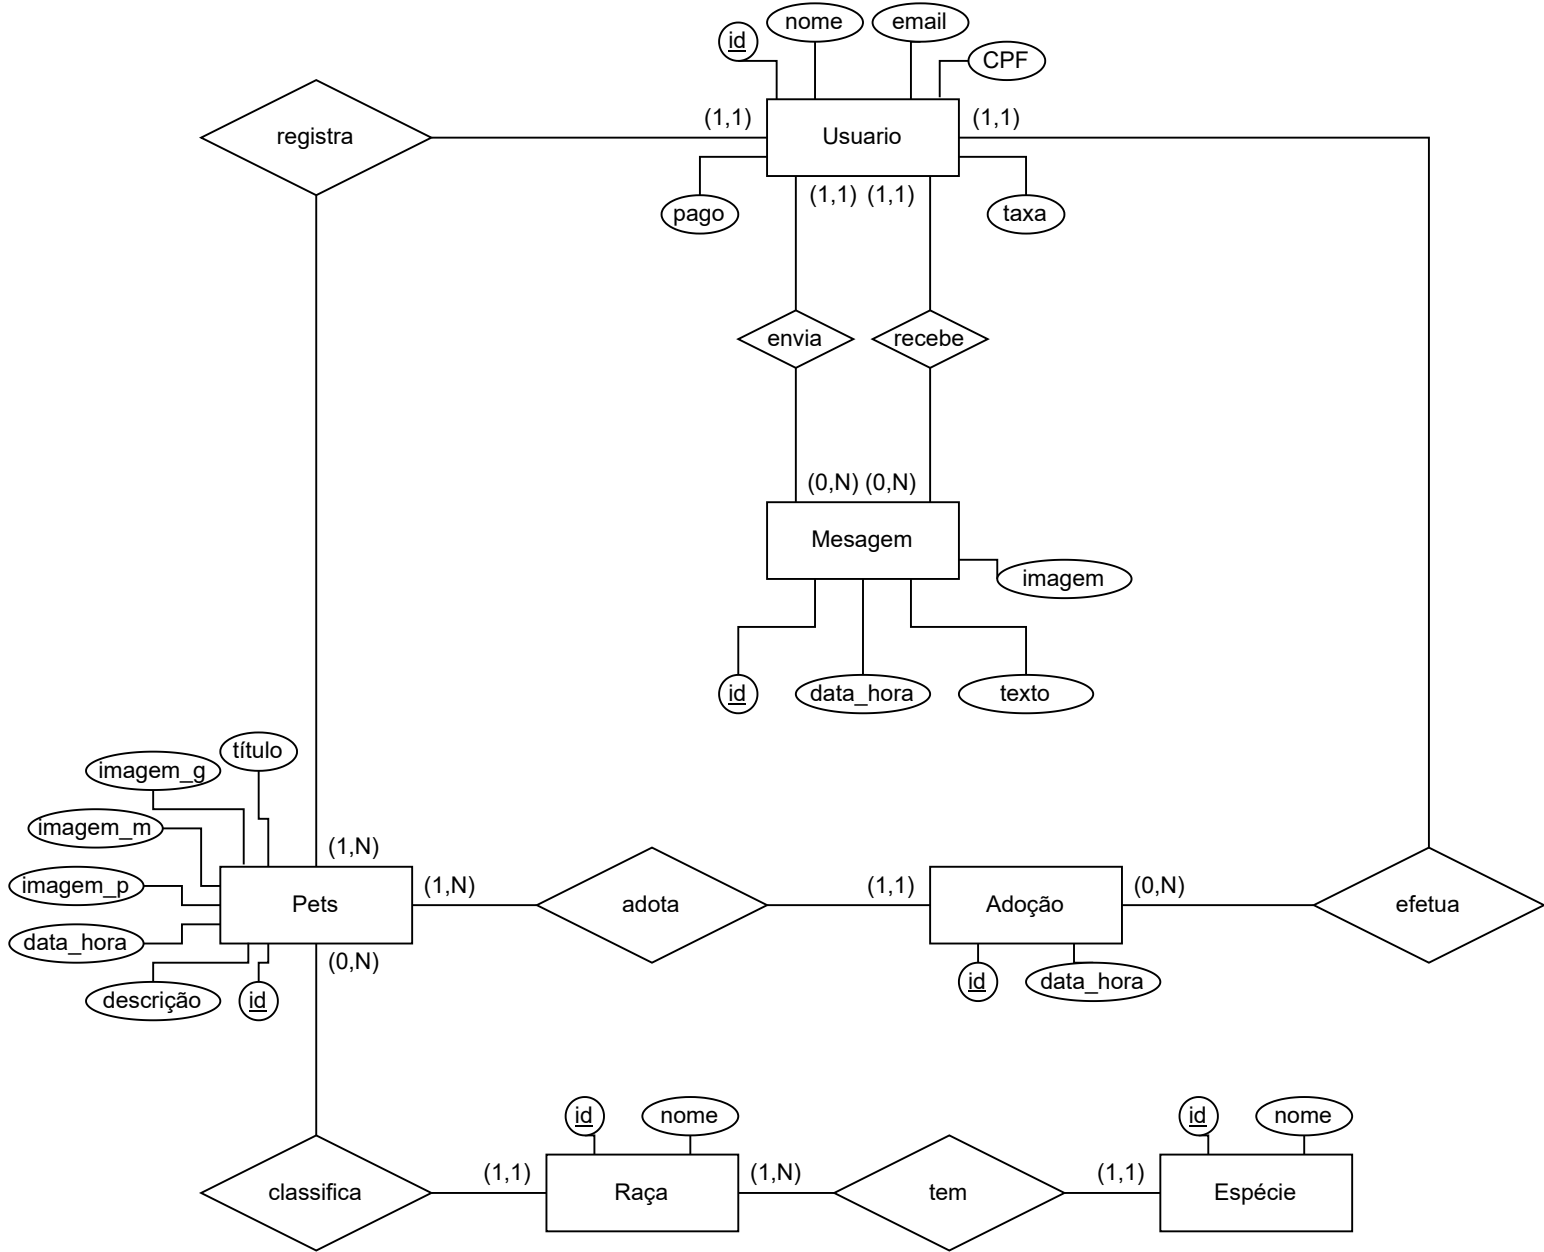 nome
email
id
CPF
(1,1)
(1,1)
registra
Usuario
(1,1)
(1,1)
pago
taxa
envia
recebe
(0,N)
(0,N)
Mesagem
imagem
id
data_hora
texto
título
imagem_g
imagem_m
(1,N)
imagem_p
Pets
(1,N)
adota
(1,1)
Adoção
(0,N)
efetua
data_hora
(0,N)
descrição
id
id
data_hora
id
nome
id
nome
classifica
(1,1)
Raça
(1,N)
tem
(1,1)
Espécie